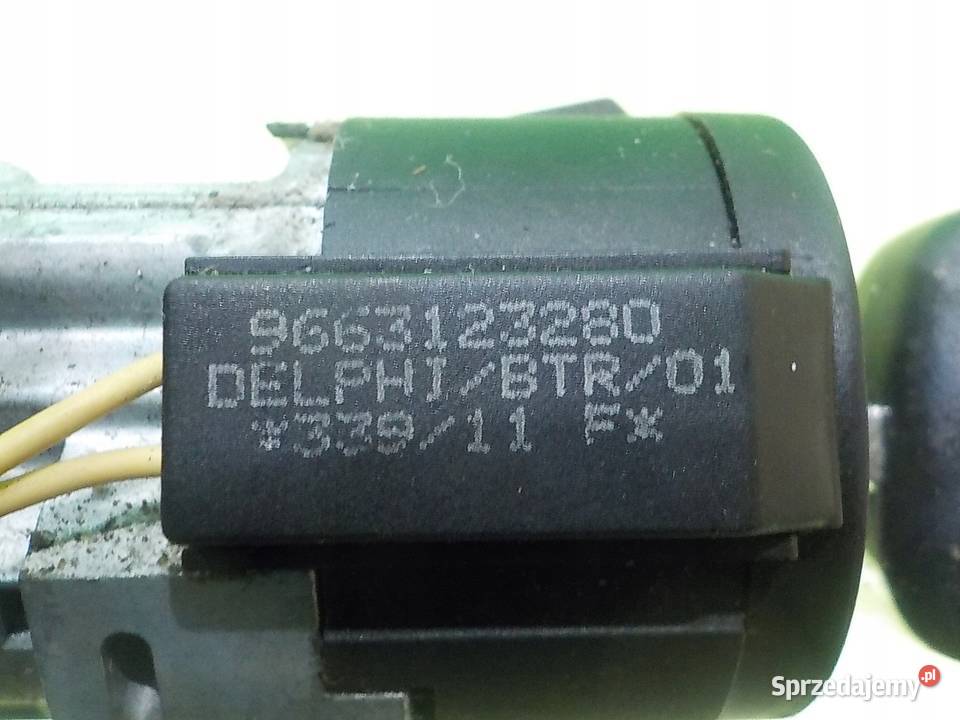 9663123280
DELPHI/BTR/01
*339/11 F*
Sprzedajemy.pl